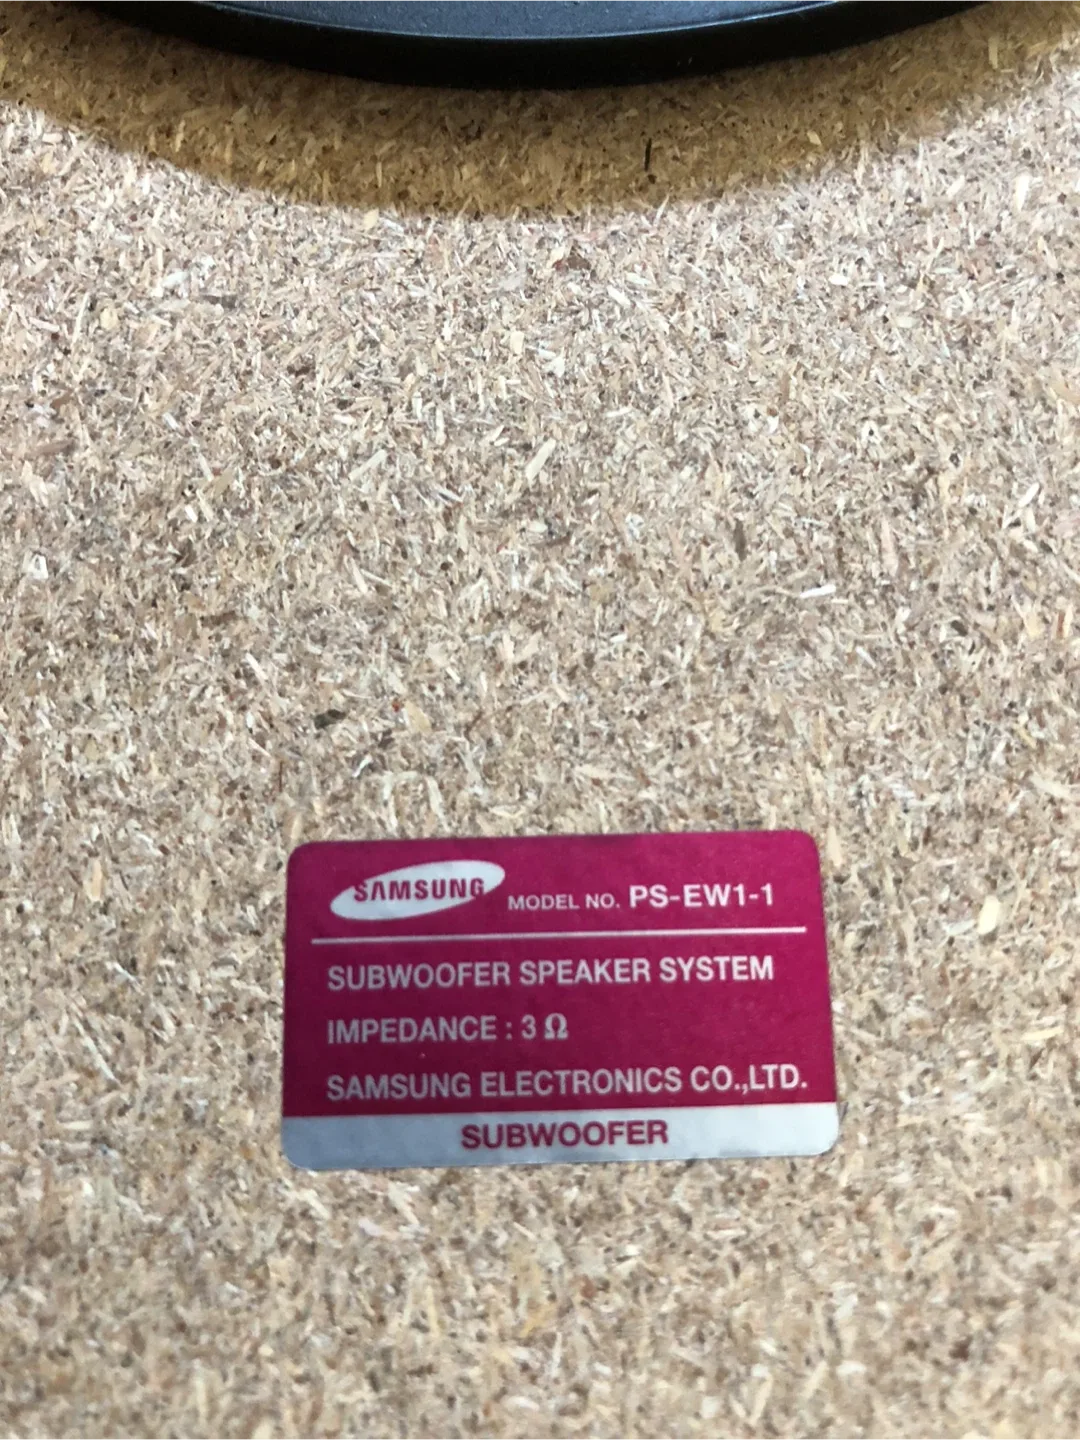 SAMSUNG MODEL NO. PS-EW1-1
SUBWOOFER SPEAKER SYSTEM
IMPEDANCE : 3 Ω
SAMSUNG ELECTRONICS CO.,LTD.
SUBWOOFER